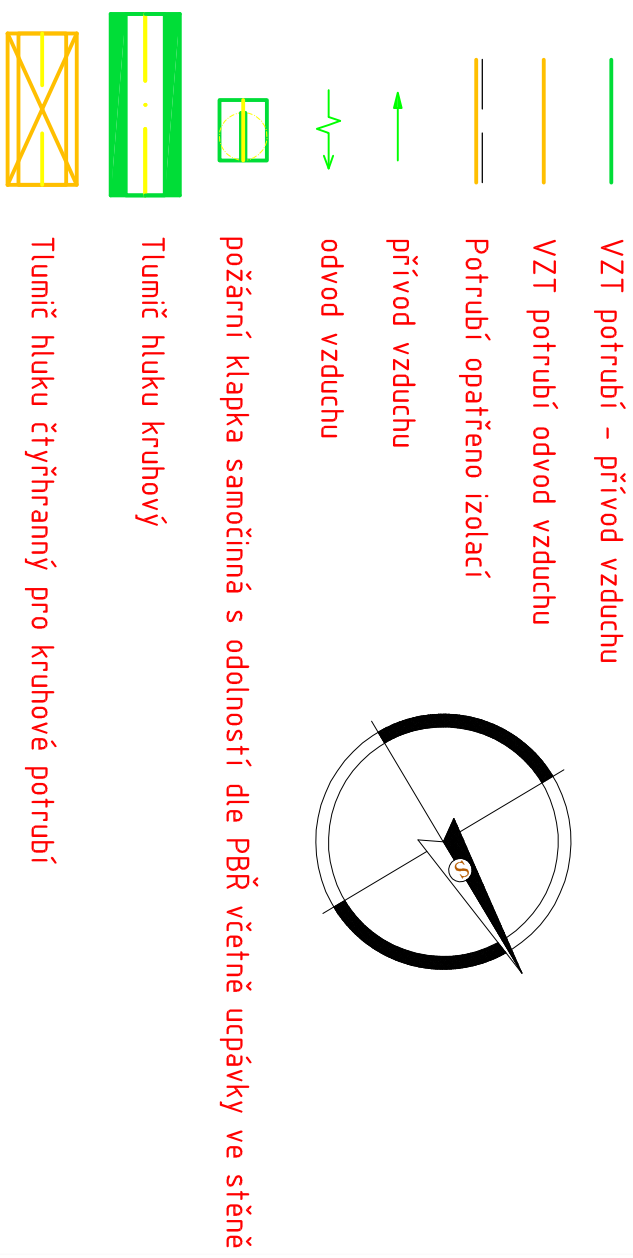 VZT potrubí - přívod vzduchu
VZT potrubí odvod vzduchu
Potrubí opatřeno izolací
přívod vzduchu
odvod vzduchu
požární klapka samočinná s odolností dle PBŘ včetně ucpávky ve stěně
Tlumič hluku kruhový
Tlumič hluku čtyřhranný pro kruhové potrubí
S